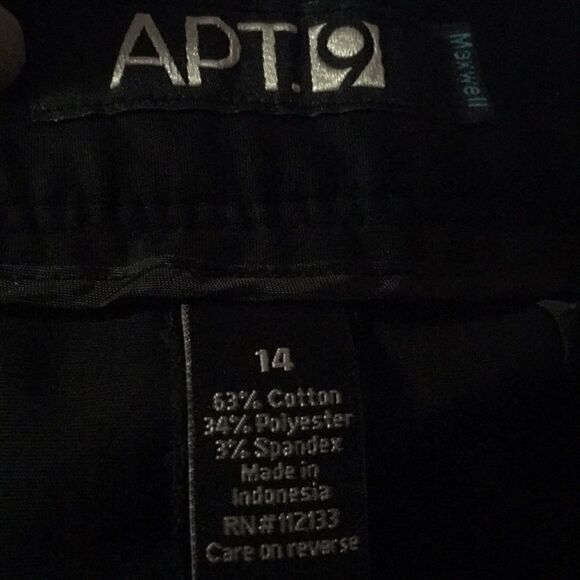 APT.9
Maxwell
14
63% Cotton
34% Polyester
3% Spandex
Made in
Indonesia
RN#112133
Care on reverse